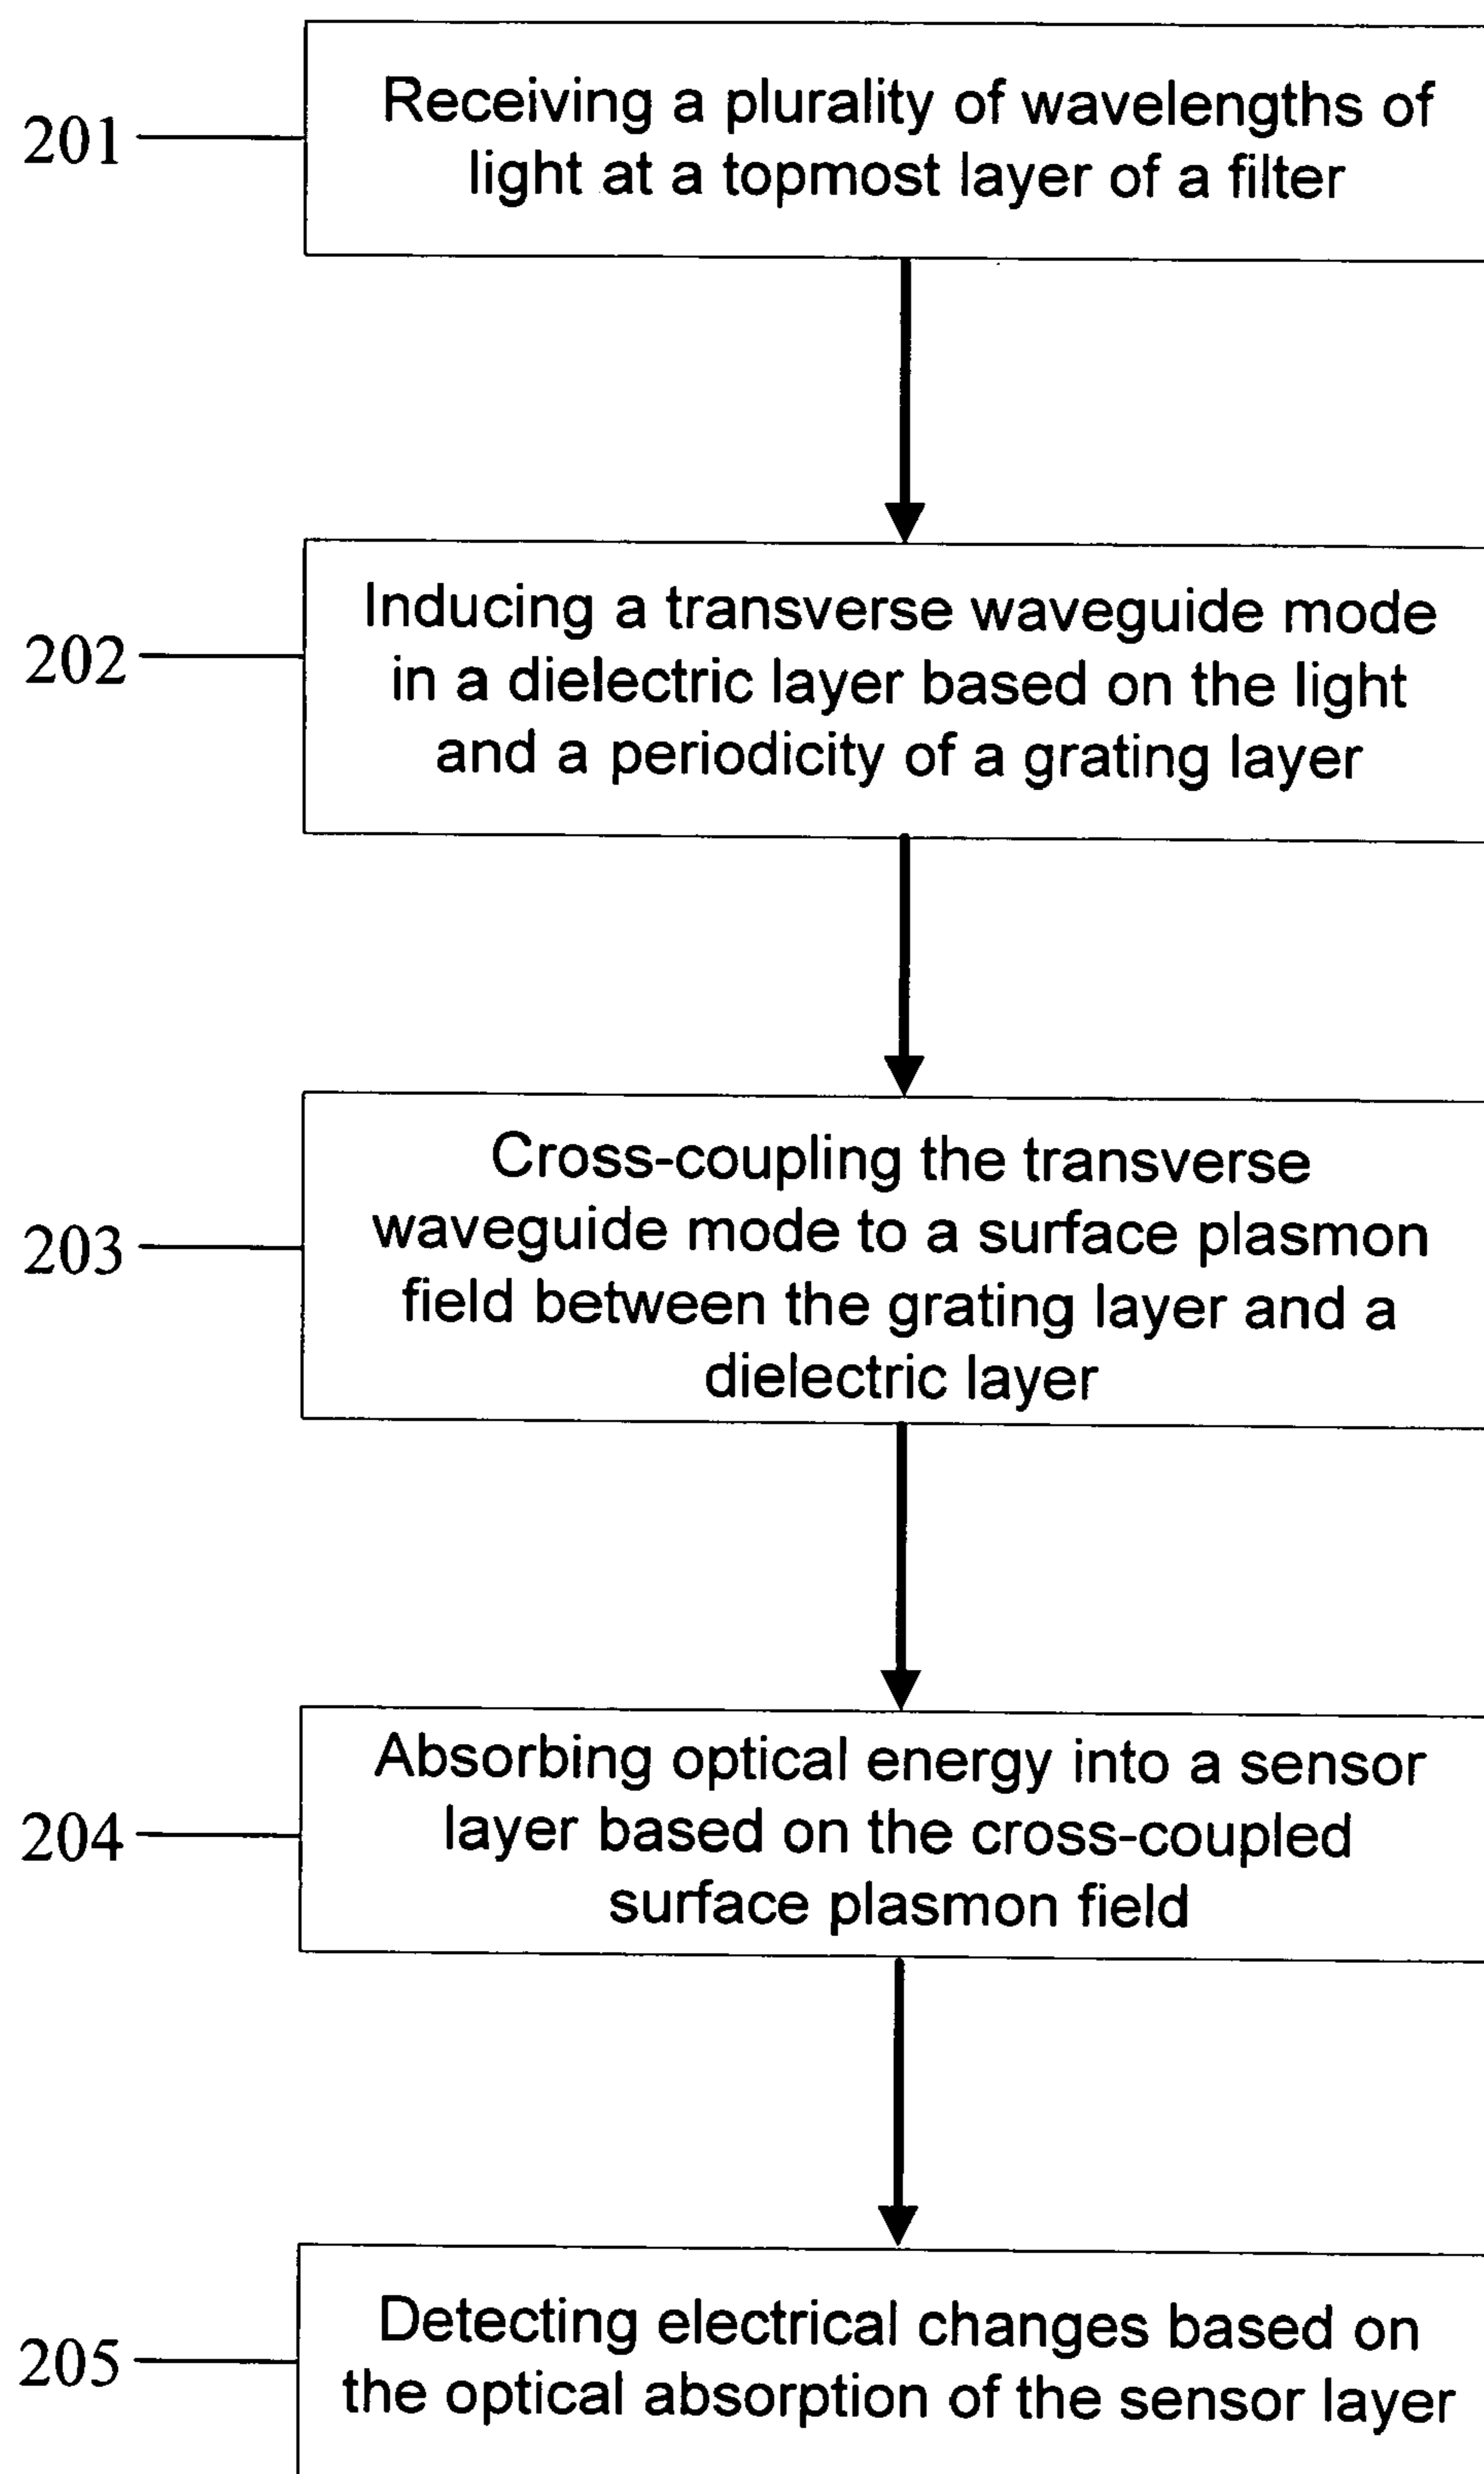 Receiving a plurality of wavelengths of
light at a topmost layer of a filter
201
Inducing a transverse waveguide mode
in a dielectric layer based on the light
and a periodicity of a grating layer
202
Cross-coupling the transverse
waveguide mode to a surface plasmon
field between the grating layer and a
dielectric layer
203
Absorbing optical energy into a sensor
layer based on the cross-coupled
surface plasmon field
204
Detecting electrical changes based on
the optical absorption of the sensor layer
205